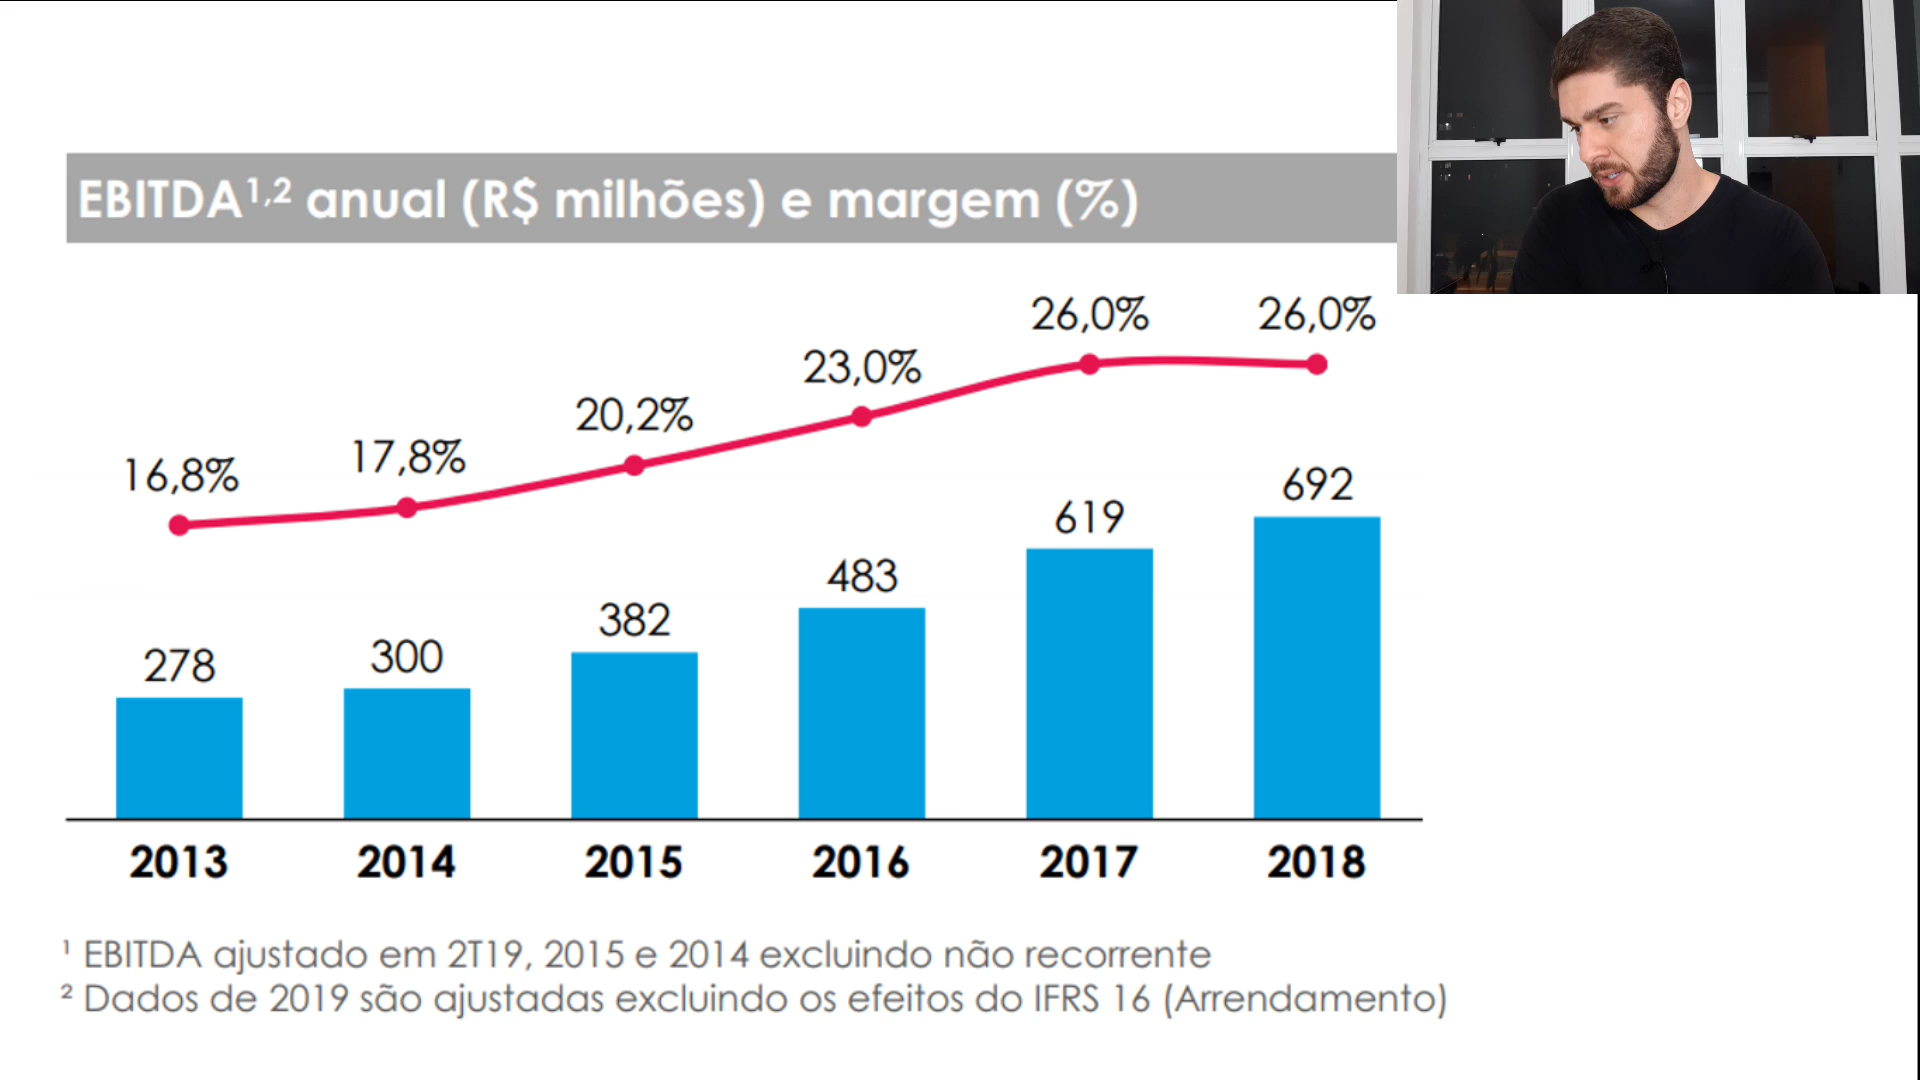 EBITDA¹,² anual (R$ milhões) e margem (%)
16,8% 17,8% 20,2% 23,0% 26,0% 26,0%
278 300 382 483 619 692
2013 2014 2015 2016 2017 2018
¹ EBITDA ajustado em 2T19, 2015 e 2014 excluindo não recorrente
² Dados de 2019 são ajustadas excluindo os efeitos do IFRS 16 (Arrendamento)